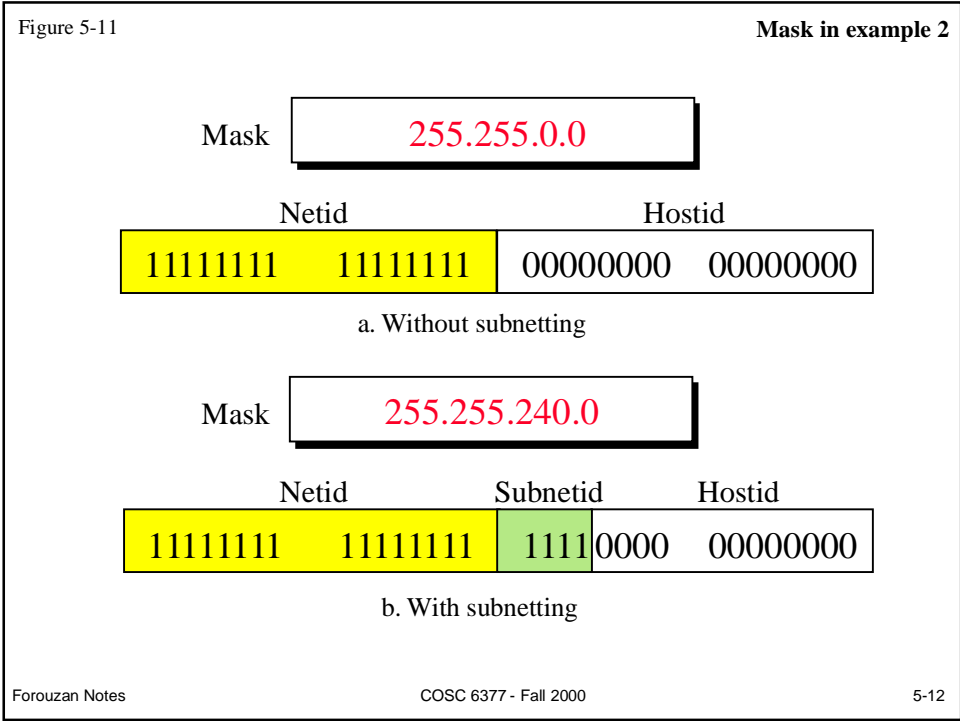 Figure 5-11 Mask in example 2
Mask 255.255.0.0
Netid Hostid
11111111 11111111 00000000 00000000
a. Without subnetting
Mask 255.255.240.0
Netid Subnetid Hostid
11111111 11111111 11110000 00000000
b. With subnetting
Forouzan Notes COSC 6377 - Fall 2000 5-12